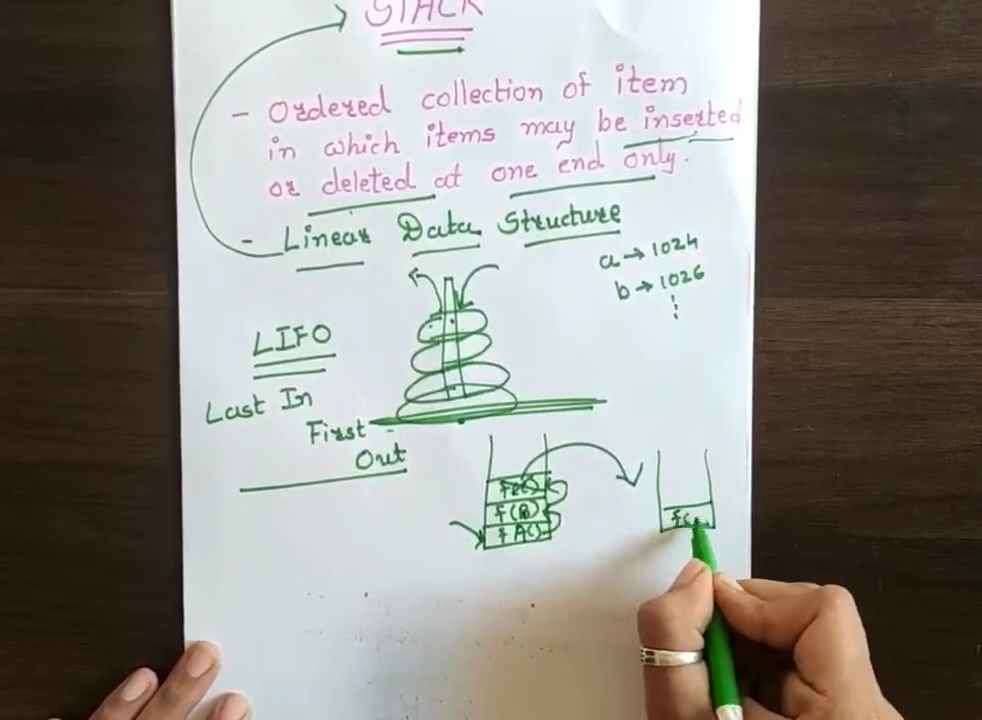 STACK
- Ordered collection of item
in which items may be inserted
or deleted at one end only.
- Linear Data Structure
a → 1024
b → 1026
LIFO
Last In
First
Out
f(B)
f A()
f(